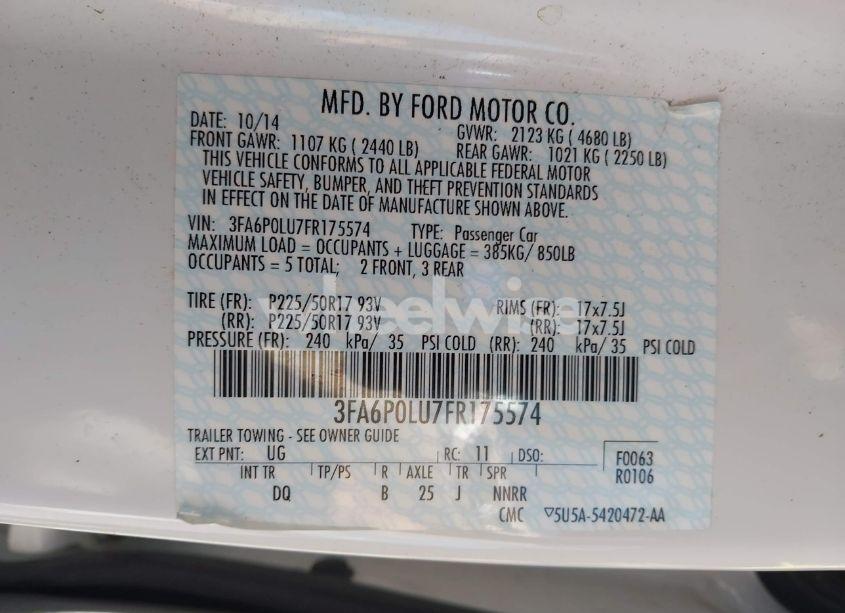 MFD. BY FORD MOTOR CO.
DATE: 10/14 GVWR: 2123 KG ( 4680 LB)
FRONT GAWR: 1107 KG ( 2440 LB) REAR GAWR: 1021 KG ( 2250 LB)
THIS VEHICLE CONFORMS TO ALL APPLICABLE FEDERAL MOTOR
VEHICLE SAFETY, BUMPER, AND THEFT PREVENTION STANDARDS
IN EFFECT ON THE DATE OF MANUFACTURE SHOWN ABOVE.
VIN: 3FA6P0LU7FR175574 TYPE: Passenger Car
MAXIMUM LOAD = OCCUPANTS + LUGGAGE = 385KG/ 850LB
OCCUPANTS = 5 TOTAL; 2 FRONT, 3 REAR
wheelwise
TIRE (FR): P225/50R17 93V RIMS (FR): 17x7.5J
(RR): P225/50R17 93V (RR): 17x7.5J
PRESSURE (FR): 240 kPa/ 35 PSI COLD (RR): 240 kPa/ 35 PSI COLD
3FA6P0LU7FR175574
TRAILER TOWING - SEE OWNER GUIDE
EXT PNT: UG RC: 11 DSO: F0063
R0106
INT TR TP/PS R AXLE TR SPR
DQ B 25 J NNRR
CMC ▽5U5A-5420472-AA